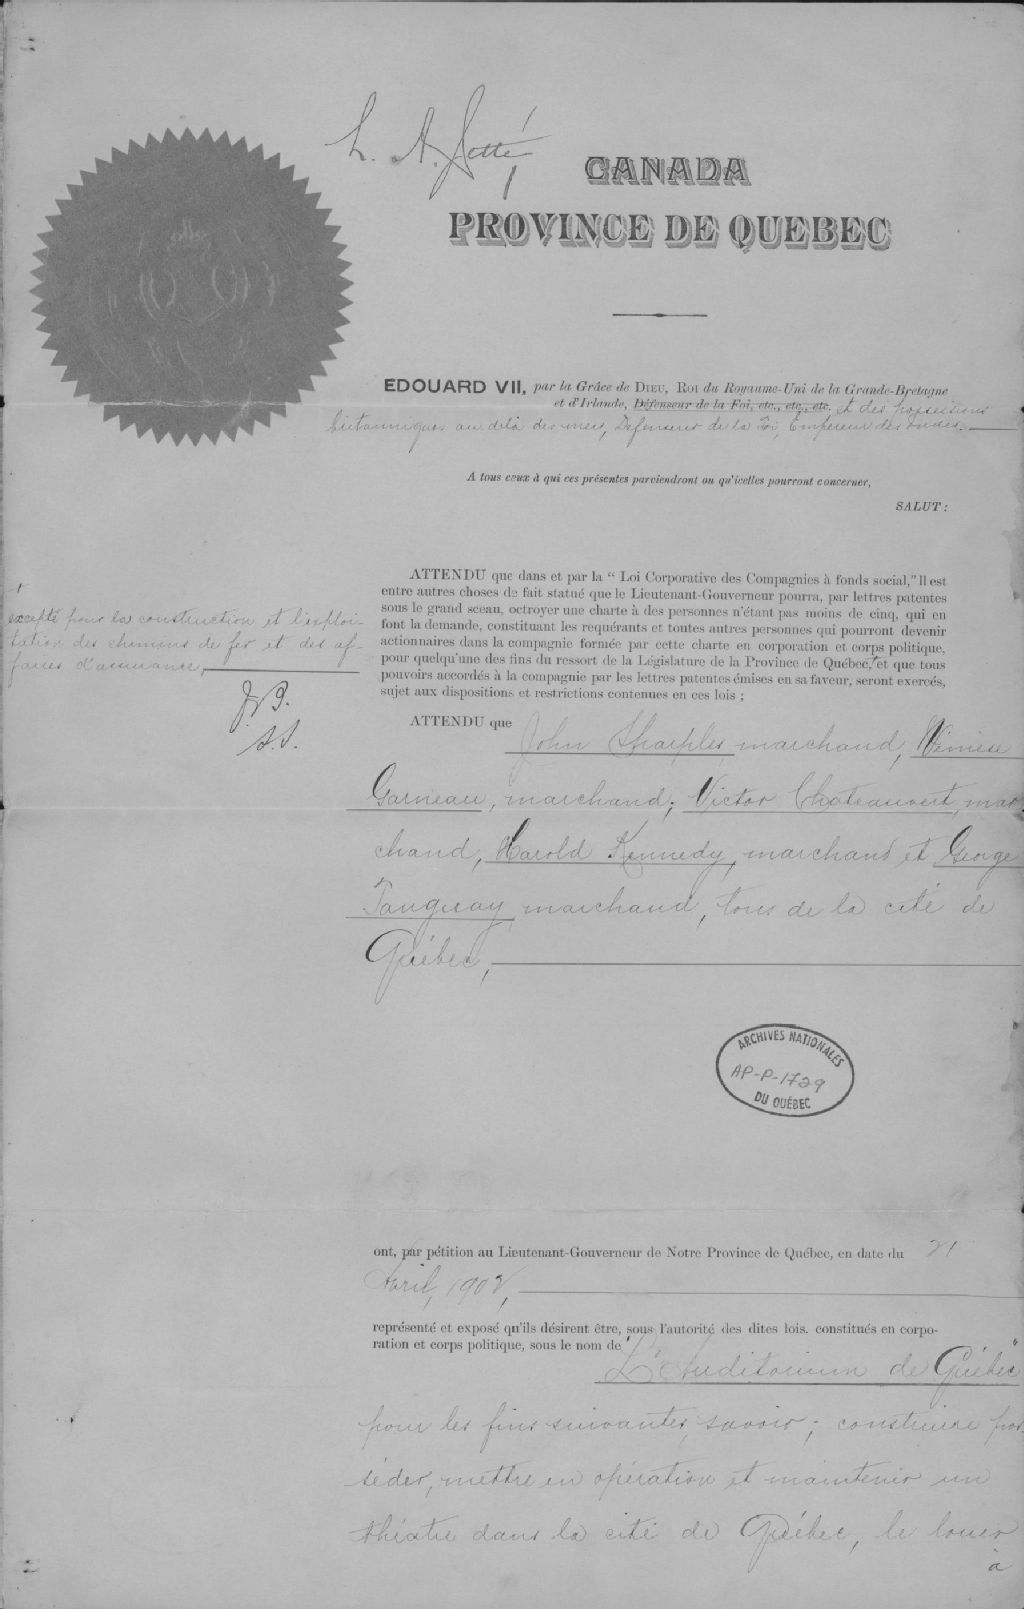 L. A. Jetté
CANADA
PROVINCE DE QUEBEC
EDOUARD VII, par la Grâce de DIEU, ROI du Royaume-Uni de la Grande-Bretagne
et d'Irlande, Défenseur de la Foi, etc., etc., etc. et des possessions
britanniques au delà des mers, Défenseur de la Foi, Empereur des Indes.
A tous ceux à qui ces présentes parviendront ou qu'icelles pourront concerner,
SALUT :
ATTENDU que dans et par la “ Loi Corporative des Compagnies à fonds social,” Il est
entre autres choses de fait statué que le Lieutenant-Gouverneur pourra, par lettres patentes
sous le grand sceau, octroyer une charte à des personnes n'étant pas moins de cinq, qui en
font la demande, constituant les requérants et toutes autres personnes qui pourront devenir
actionnaires dans la compagnie formée par cette charte en corporation et corps politique,
pour quelqu'une des fins du ressort de la Législature de la Province de Québec, et que tous
pouvoirs accordés à la compagnie par les lettres patentes émises en sa faveur, seront exercés,
sujet aux dispositions et restrictions contenues en ces lois ;
excepté pour la construction et l'exploi-
tation des chemins de fer et des af-
faires d'assurance,
ATTENDU que John Sharples, marchand, Némèse
Garneau, marchand; Victor Chateauvert, mar-
chand, Harold Kennedy, marchand et George
Tanguay, marchand, tous de la cité de
Québec,
ARCHIVES NATIONALES
AP-P-1729
DU QUÉBEC
ont, par pétition au Lieutenant-Gouverneur de Notre Province de Québec, en date du 21
Avril, 1902,
représenté et exposé qu'ils désirent être, sous l'autorité des dites lois. constitués en corpo-
ration et corps politique, sous le nom de "L'Auditorium de Québec"
pour les fins suivantes, savoir; construire pos-
séder, mettre en opération et maintenir un
théatre dans la cité de Québec, le louer
à